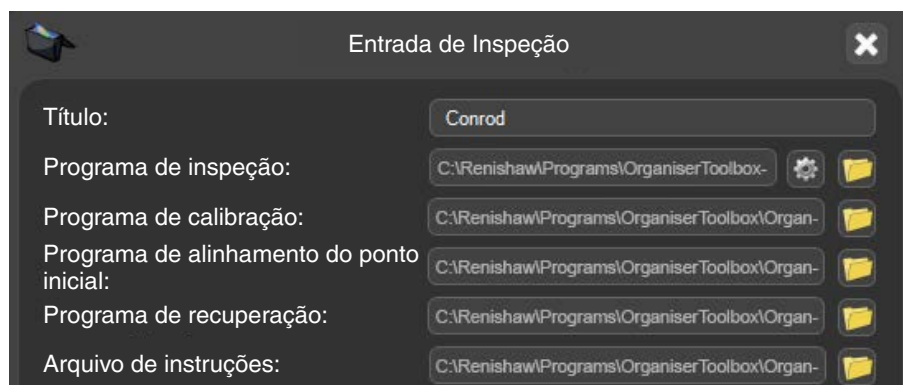 Entrada de Inspeção
Título:
Conrod
Programa de inspeção:
C:\Renishaw\Programs\OrganiserToolbox-
Programa de calibração:
C:\Renishaw\Programs\OrganiserToolbox\Organ-
Programa de alinhamento do ponto
inicial:
C:\Renishaw\Programs\OrganiserToolbox\Organ-
Programa de recuperação:
C:\Renishaw\Programs\OrganiserToolbox\Organ-
Arquivo de instruções:
C:\Renishaw\Programs\OrganiserToolbox\Organ-